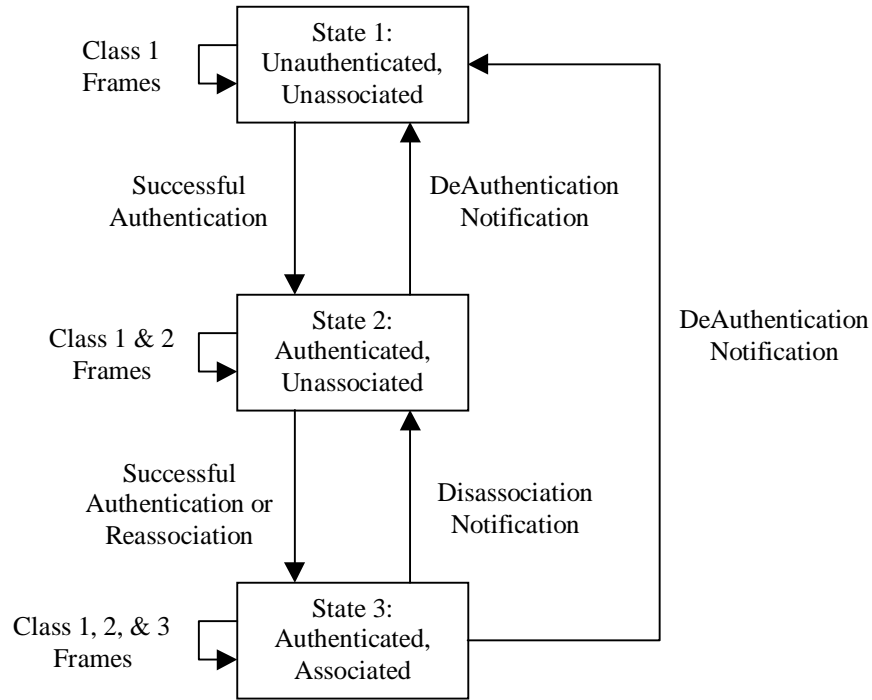 Class 1
Frames
State 1:
Unauthenticated,
Unassociated
Successful
Authentication
DeAuthentication
Notification
Class 1 & 2
Frames
State 2:
Authenticated,
Unassociated
DeAuthentication
Notification
Successful
Authentication or
Reassociation
Disassociation
Notification
Class 1, 2, & 3
Frames
State 3:
Authenticated,
Associated